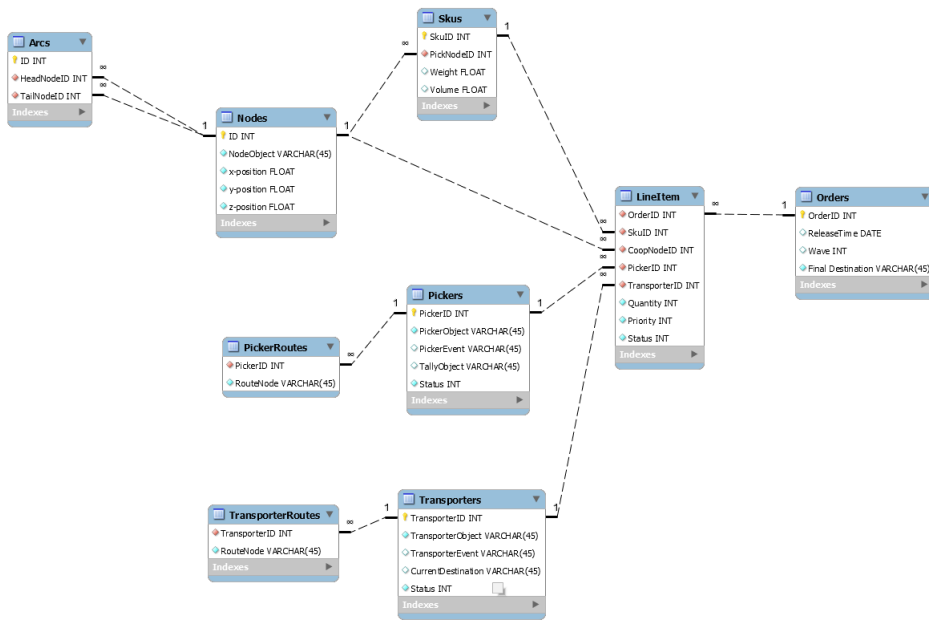 Arcs
ID INT
HeadNodeID INT
TailNodeID INT
Indexes
∞
∞
1
Nodes
ID INT
NodeObject VARCHAR(45)
x-position FLOAT
y-position FLOAT
z-position FLOAT
Indexes
1
∞
Skus
SkuID INT
PickNodeID INT
Weight FLOAT
Volume FLOAT
Indexes
1
LineItem
OrderID INT
SkuID INT
CoopNodeID INT
PickerID INT
TransporterID INT
Quantity INT
Priority INT
Status INT
Indexes
∞
∞
∞
∞
∞
1
Orders
OrderID INT
ReleaseTime DATE
Wave INT
Final Destination VARCHAR(45)
Indexes
PickerRoutes
PickerID INT
RouteNode VARCHAR(45)
Indexes
∞
1
Pickers
PickerID INT
PickerObject VARCHAR(45)
PickerEvent VARCHAR(45)
TallyObject VARCHAR(45)
Status INT
Indexes
1
TransporterRoutes
TransporterID INT
RouteNode VARCHAR(45)
Indexes
∞
1
Transporters
TransporterID INT
TransporterObject VARCHAR(45)
TransporterEvent VARCHAR(45)
CurrentDestination VARCHAR(45)
Status INT
Indexes
1